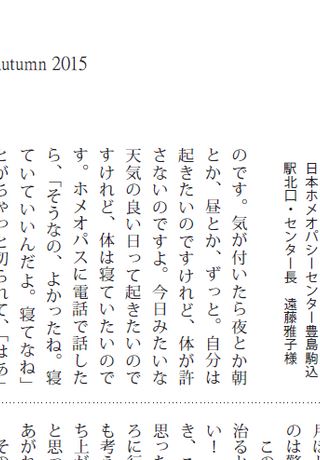 utumn 2015
日本ホメオパシーセンター豊島駒込
駅北口・センター長　遠藤雅子様
のです。気が付いたら夜とか朝
とか、昼とか、ずっと。自分は
起きたいのですけれど、体が許
さないのですよ。今日みたいな
天気の良い日って起きたいので
すけれど、体は寝ていたいので
す。ホメオパスに電話で話した
ら、「そうなの、よかったね。寝
ていていいんだよ。寝てなね」
とがちゃっと切られて、「はあ」
月は
のは驚
この
治る
い！
き、こ
思った
ろに行
も考え
ち上が
と思っ
あがれ
その